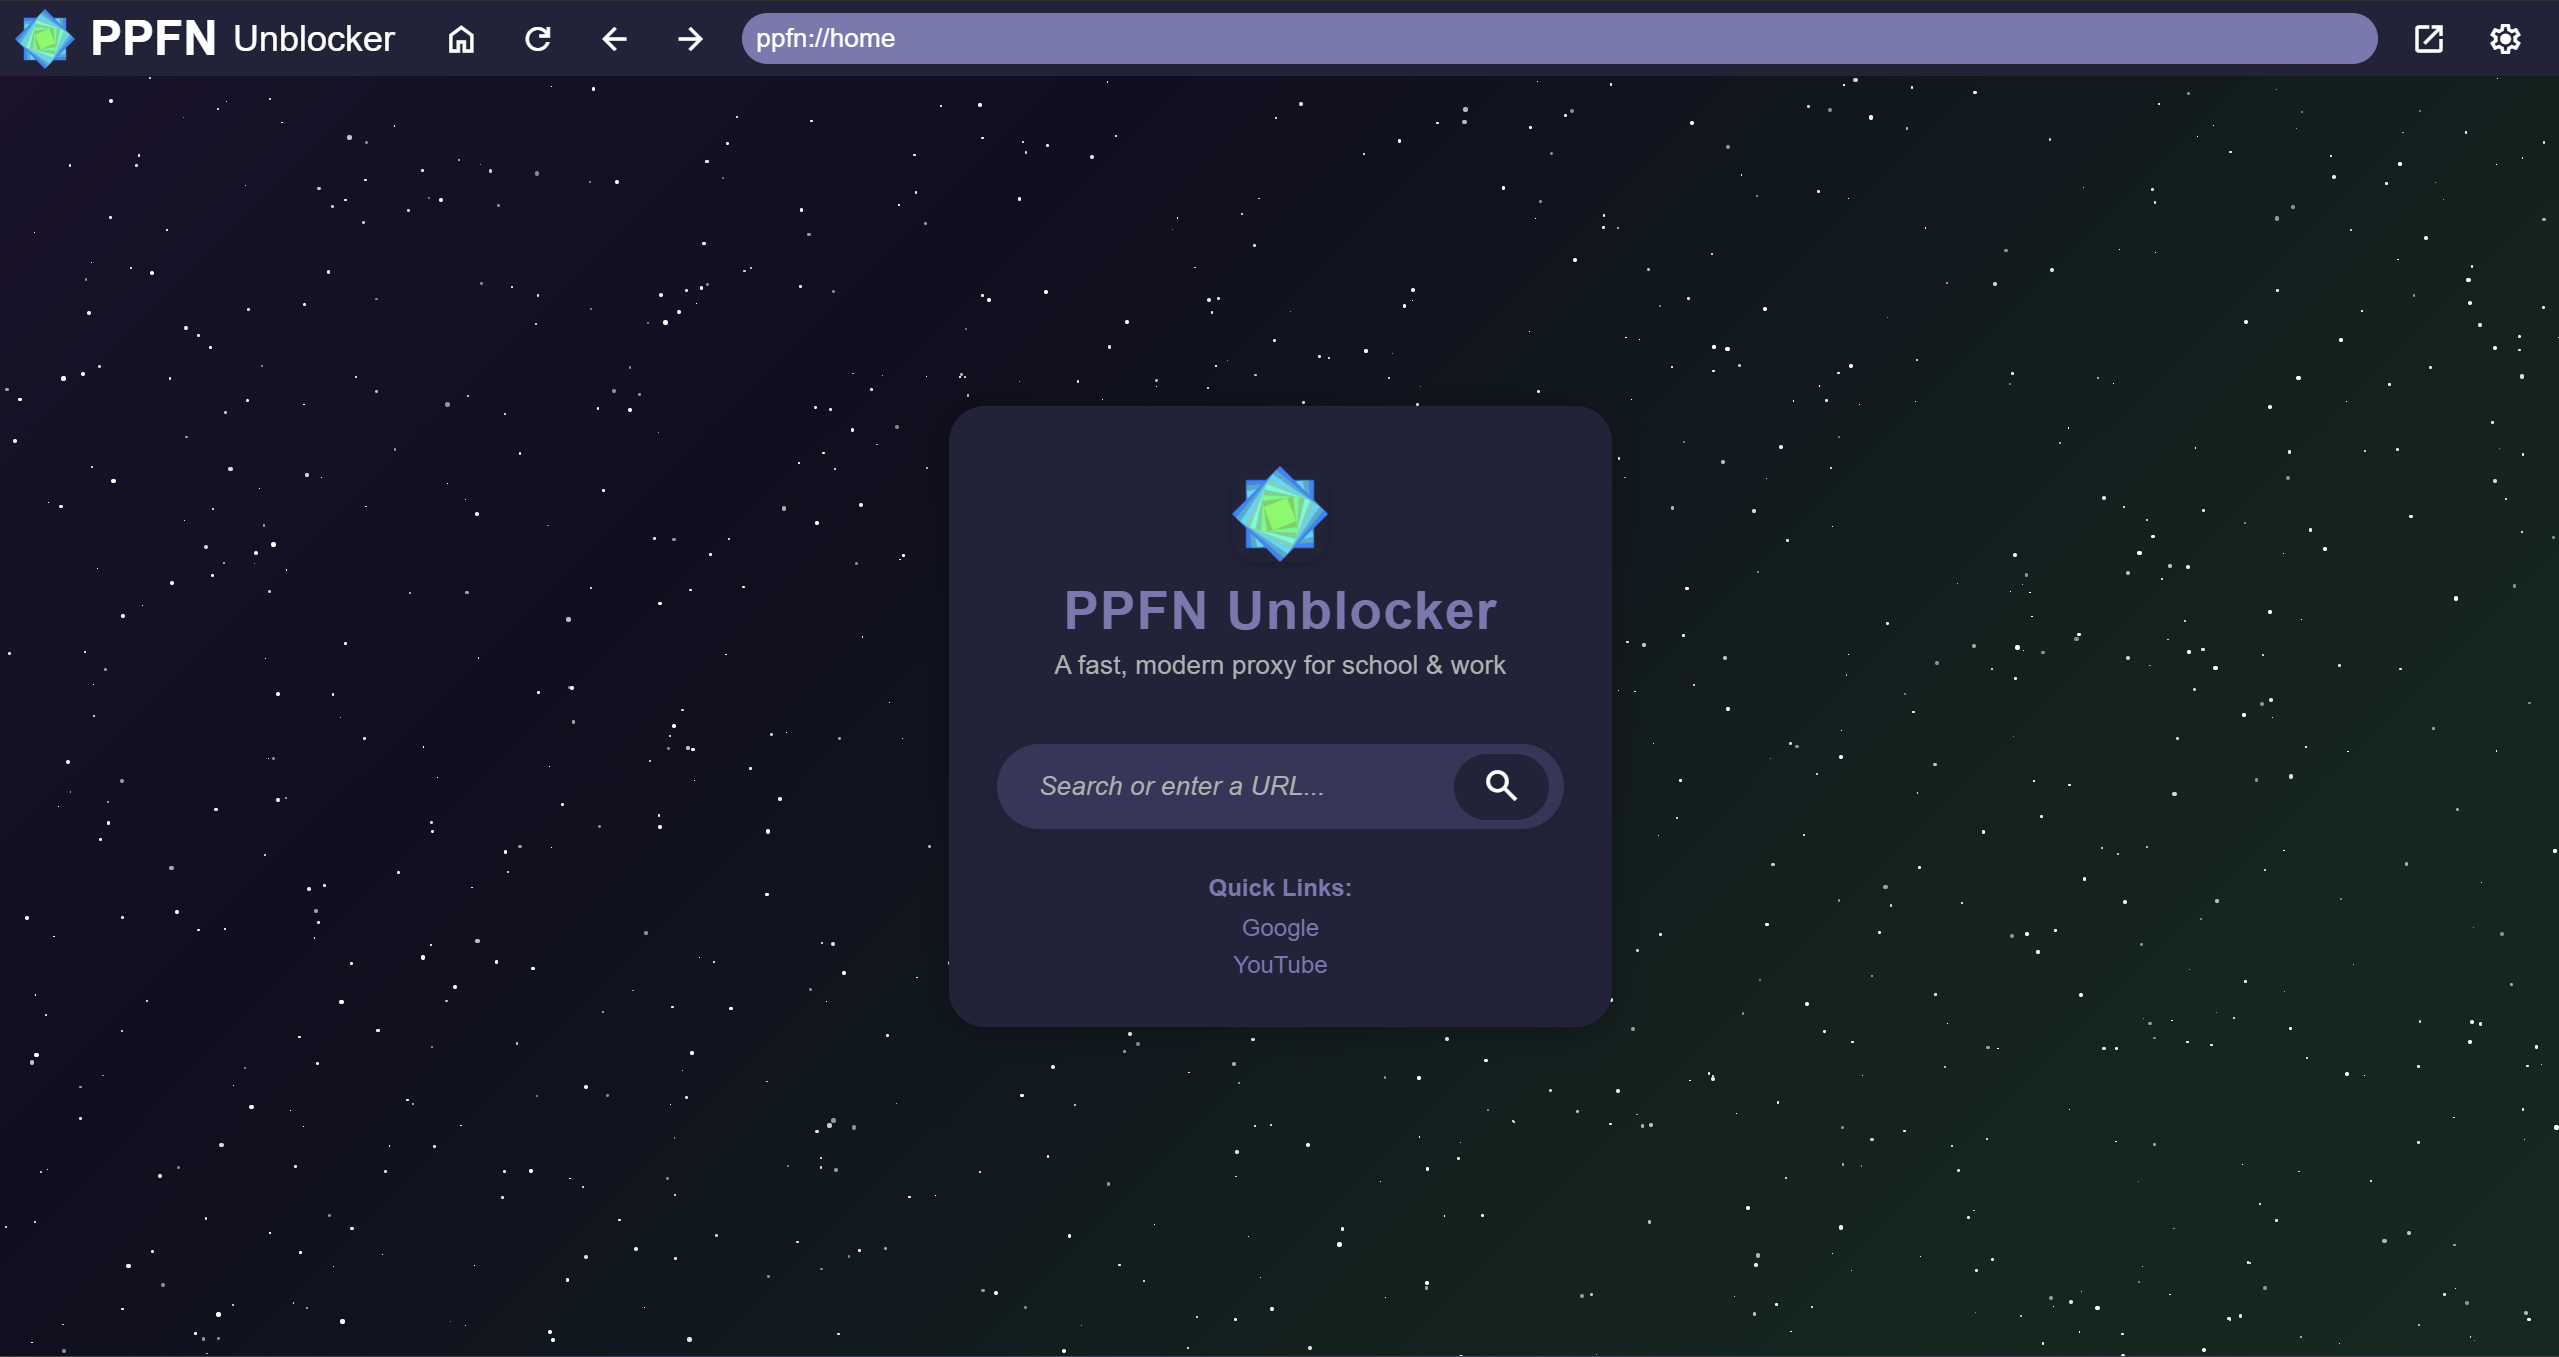 PPFN Unblocker
ppfn://home
PPFN Unblocker
A fast, modern proxy for school & work
Search or enter a URL...
Quick Links:
Google
YouTube